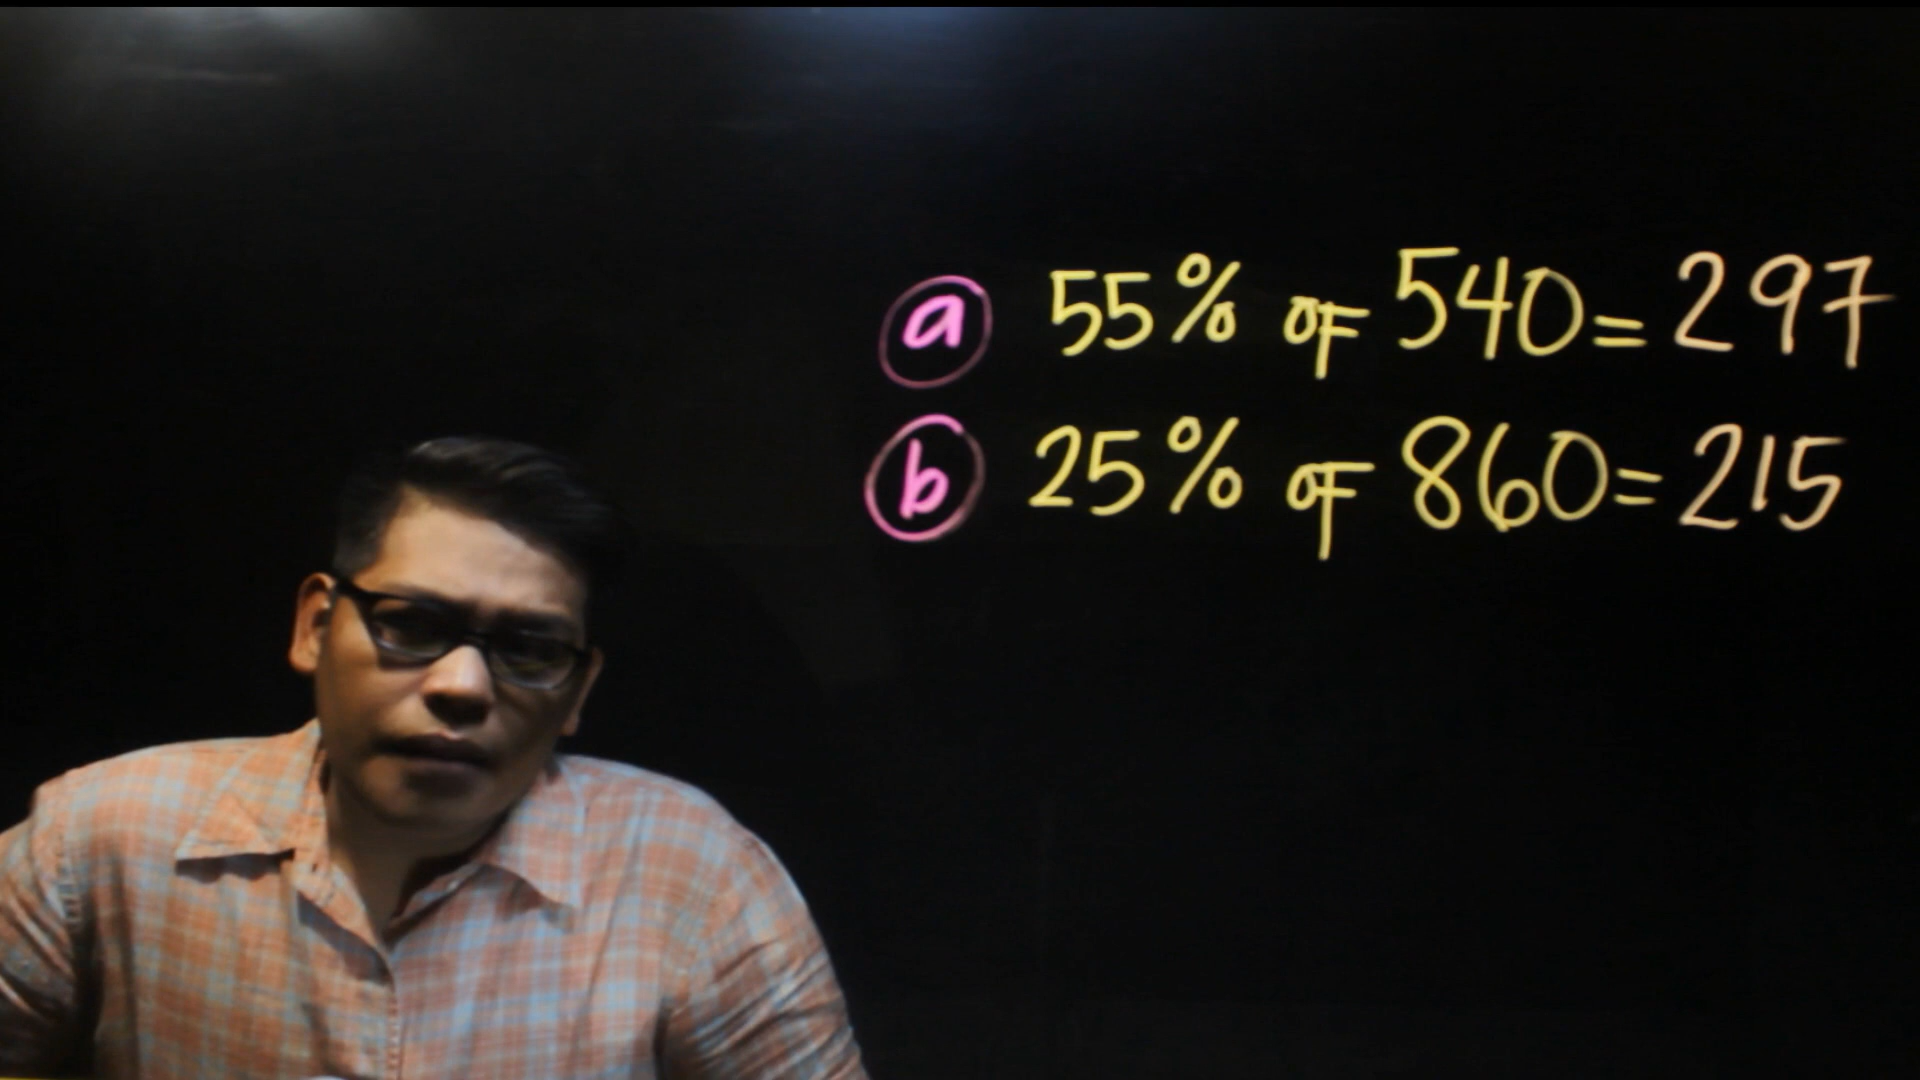 a 55% of 540 = 297
b 25% of 860 = 215